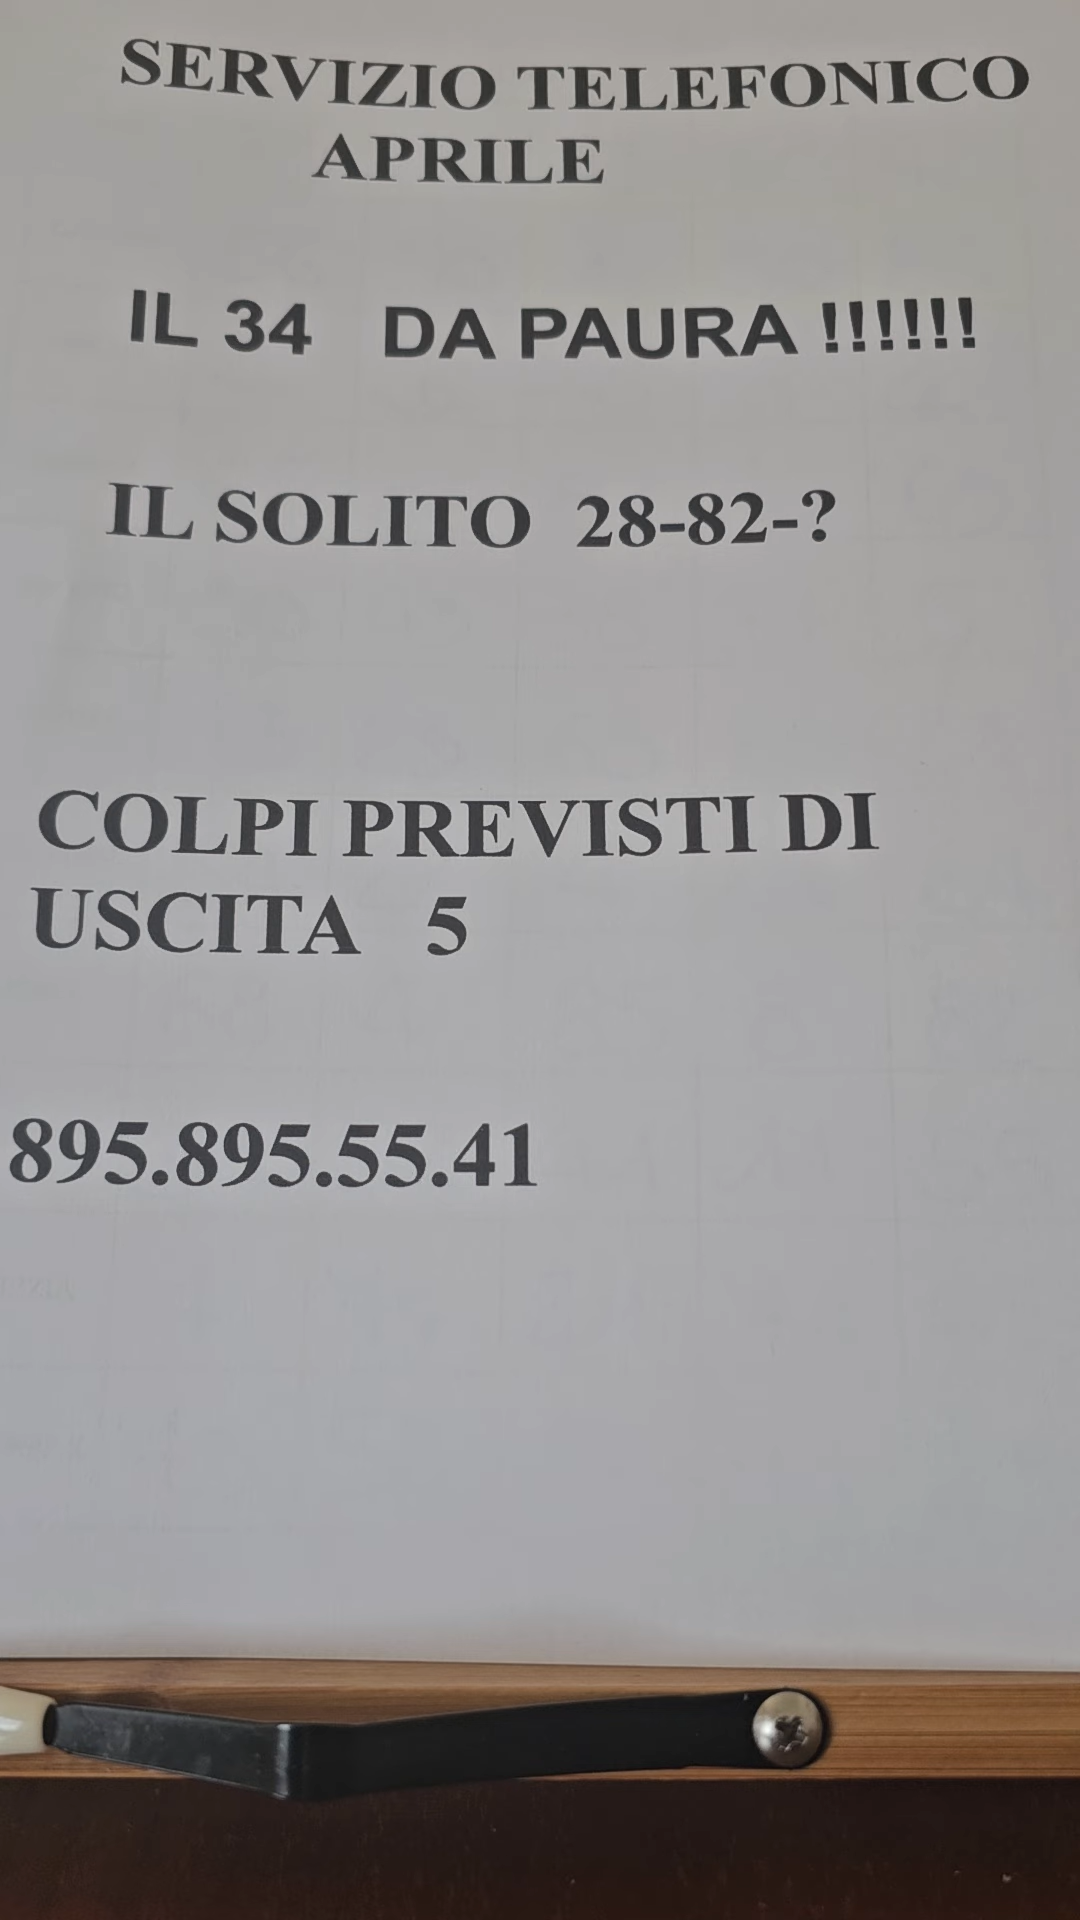 SERVIZIO TELEFONICO
APRILE
IL 34 DA PAURA !!!!!!
IL SOLITO 28-82-?
COLPI PREVISTI DI
USCITA 5
895.895.55.41